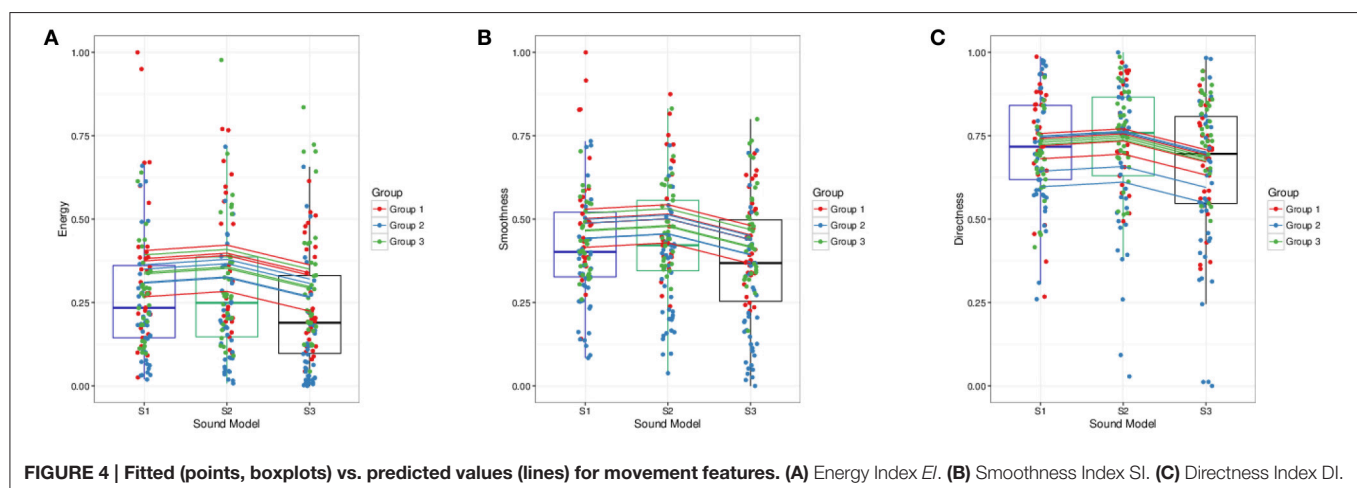 A
1.00
0.75
0.50
0.25
0.00
Energy
S1 S2 S3
Sound Model
Group
Group 1
Group 2
Group 3
B
1.00
0.75
0.50
0.25
0.00
Smoothness
S1 S2 S3
Sound Model
Group
Group 1
Group 2
Group 3
C
1.00
0.75
0.50
0.25
0.00
Directness
S1 S2 S3
Sound Model
Group
Group 1
Group 2
Group 3
FIGURE 4 | Fitted (points, boxplots) vs. predicted values (lines) for movement features. (A) Energy Index EI. (B) Smoothness Index SI. (C) Directness Index DI.